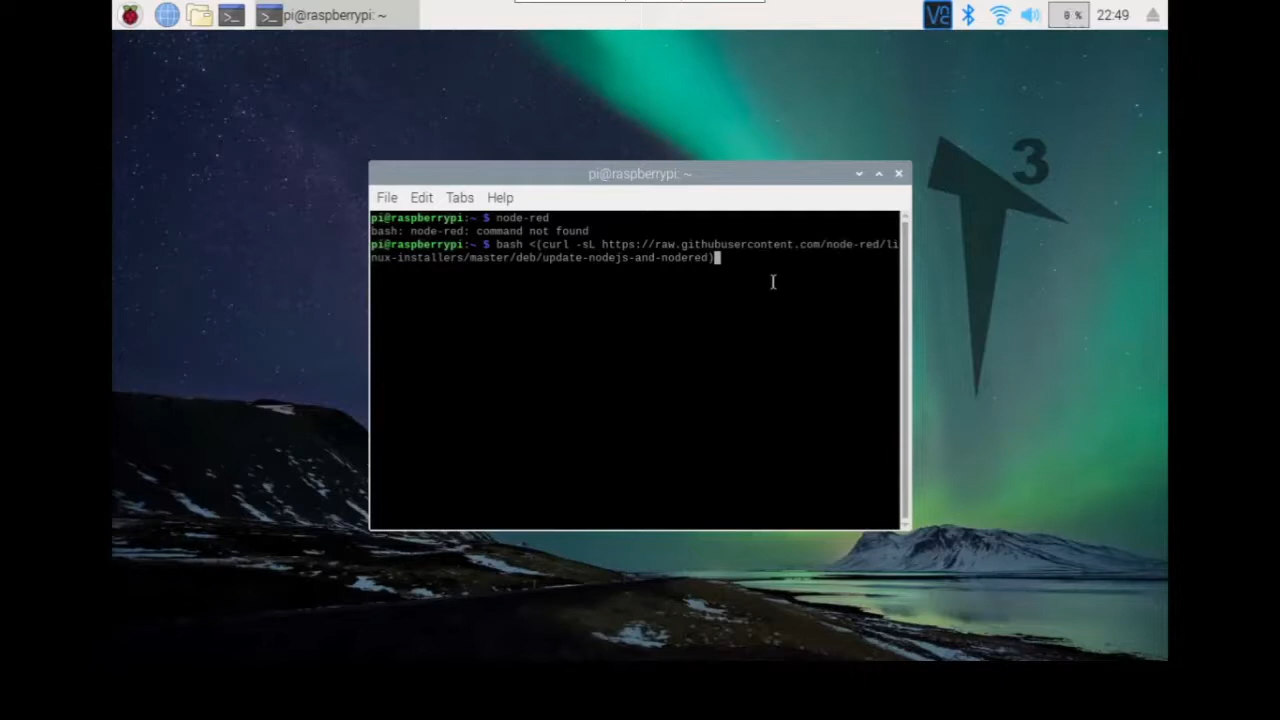 pi@raspberrypi: ~
VC
0 %
22:49
3
pi@raspberrypi: ~
File Edit Tabs Help
pi@raspberrypi:~ $ node-red
bash: node-red: command not found
pi@raspberrypi:~ $ bash <(curl -sL https://raw.githubusercontent.com/node-red/li
nux-installers/master/deb/update-nodejs-and-nodered)